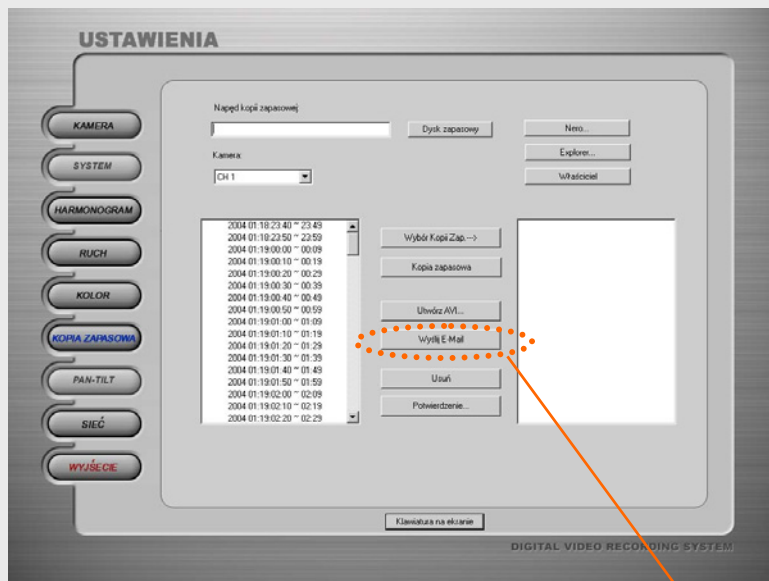 USTAWIENIA
KAMERA
SYSTEM
HARMONOGRAM
RUCH
KOLOR
KOPIA ZAPASOWA
PAN-TILT
SIEĆ
WYJŚECIE
Napęd kopii zapasowej:
Dysk zapasowy
Nero...
Kamera:
Explorer...
CH 1
Właściciel
2004 01:18:23:40 ~ 23:49
2004 01:18:23:50 ~ 23:59
2004 01:19:00:00 ~ 00:09
2004 01:19:00:10 ~ 00:19
2004 01:19:00:20 ~ 00:29
2004 01:19:00:30 ~ 00:39
2004 01:19:00:40 ~ 00:49
2004 01:19:00:50 ~ 00:59
2004 01:19:01:00 ~ 01:09
2004 01:19:01:10 ~ 01:19
2004 01:19:01:20 ~ 01:29
2004 01:19:01:30 ~ 01:39
2004 01:19:01:40 ~ 01:49
2004 01:19:01:50 ~ 01:59
2004 01:19:02:00 ~ 02:09
2004 01:19:02:10 ~ 02:19
2004 01:19:02:20 ~ 02:29
Wybór Kopii Zap. -->
Kopia zapasowa
Utwórz AVI...
Wyślij E-Mail
Usuń
Potwierdzenie...
Klawiatura na ekranie
DIGITAL VIDEO RECORDING SYSTEM